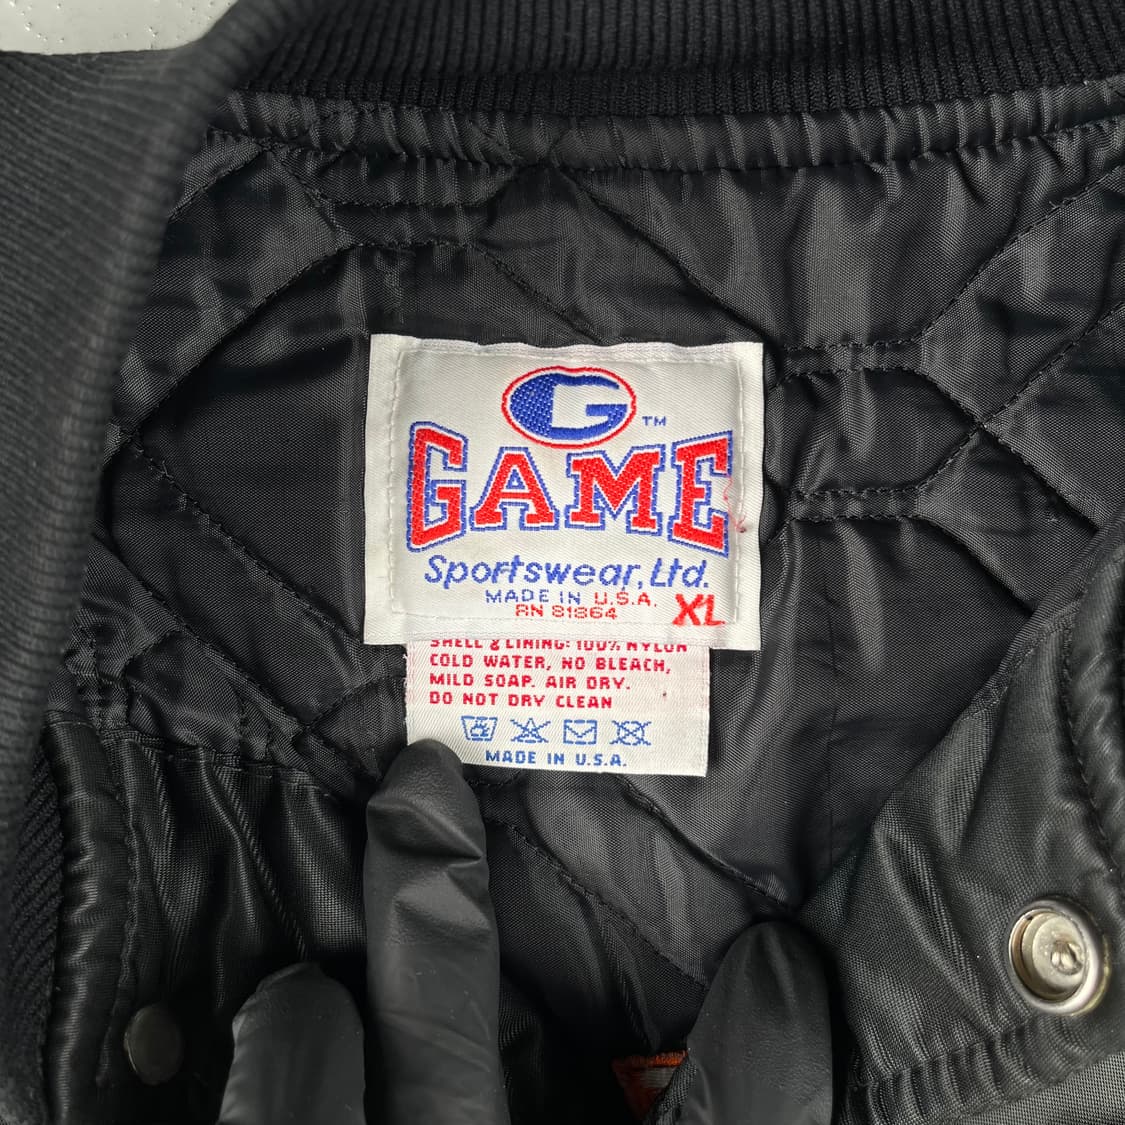 G ™
GAME
Sportswear, Ltd.
MADE IN U.S.A.
RN 81864 XL
SHELL & LINING: 100% NYLON
COLD WATER, NO BLEACH,
MILD SOAP. AIR DRY.
DO NOT DRY CLEAN
MADE IN U.S.A.